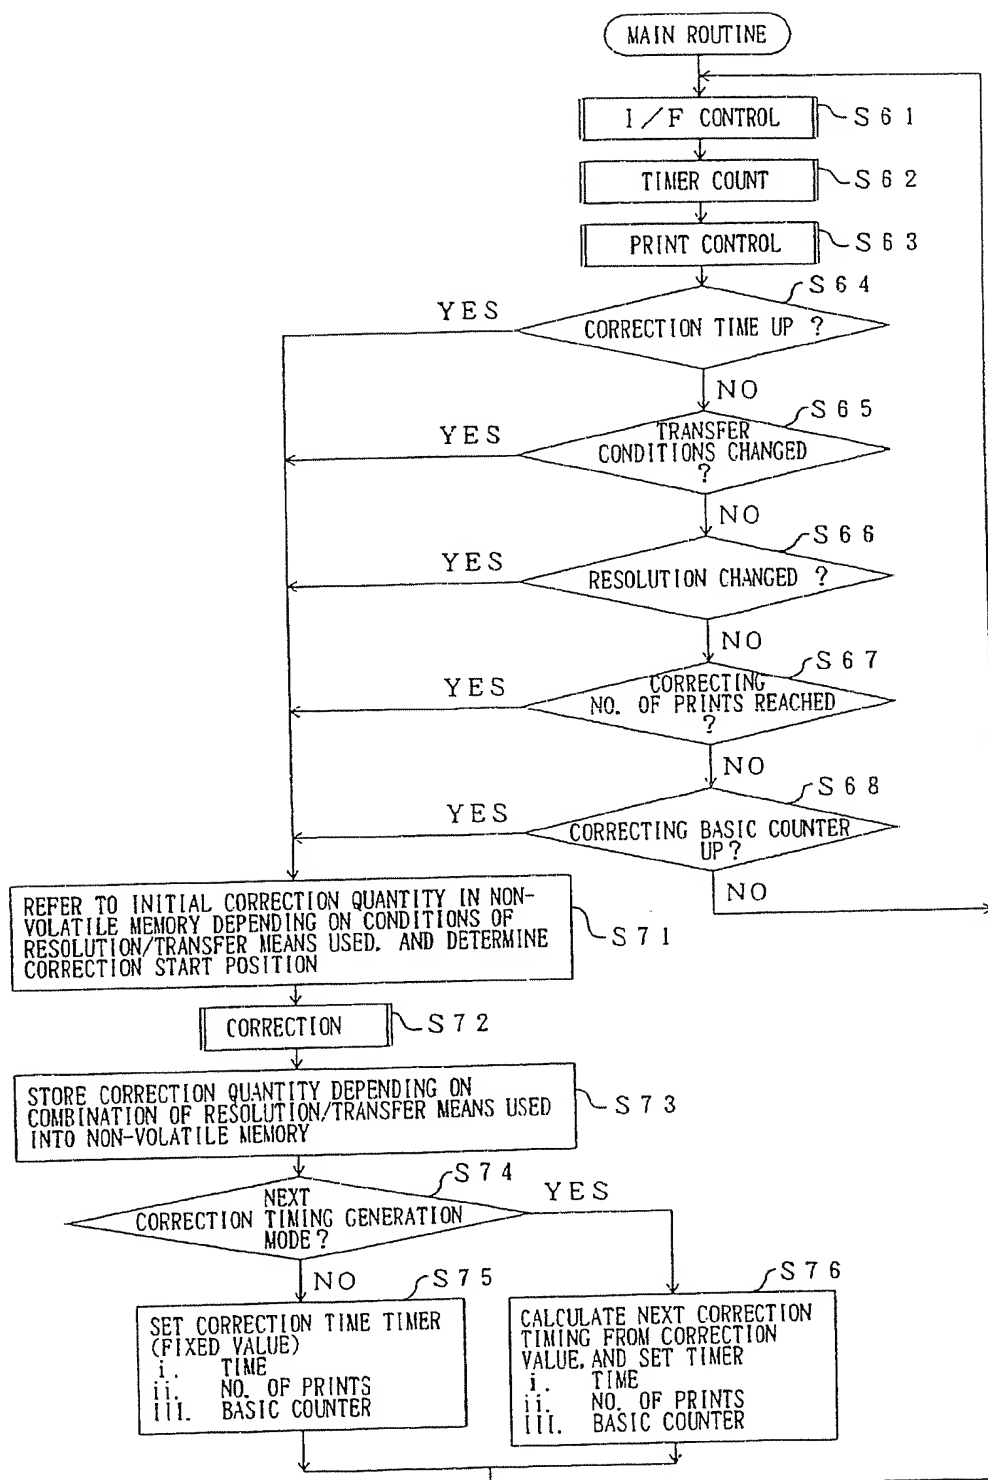 MAIN ROUTINE
I/F CONTROL
S61
TIMER COUNT
S62
PRINT CONTROL
S63
S64
YES
CORRECTION TIME UP ?
NO
S65
YES
TRANSFER
CONDITIONS CHANGED
?
NO
S66
YES
RESOLUTION CHANGED ?
NO
S67
YES
CORRECTING
NO. OF PRINTS REACHED
?
NO
S68
YES
CORRECTING BASIC COUNTER
UP?
NO
REFER TO INITIAL CORRECTION QUANTITY IN NON-
VOLATILE MEMORY DEPENDING ON CONDITIONS OF
RESOLUTION/TRANSFER MEANS USED, AND DETERMINE
CORRECTION START POSITION
S71
CORRECTION
S72
STORE CORRECTION QUANTITY DEPENDING ON
COMBINATION OF RESOLUTION/TRANSFER MEANS USED
INTO NON-VOLATILE MEMORY
S73
S74
NEXT
CORRECTION TIMING GENERATION
MODE?
YES
NO
S75
SET CORRECTION TIME TIMER
(FIXED VALUE)
i. TIME
ii. NO. OF PRINTS
iii. BASIC COUNTER
S76
CALCULATE NEXT CORRECTION
TIMING FROM CORRECTION
VALUE, AND SET TIMER
i. TIME
ii. NO. OF PRINTS
iii. BASIC COUNTER